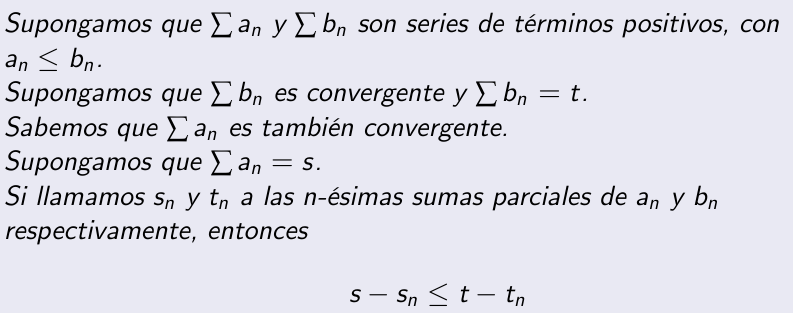 Supongamos que ∑ aₙ y ∑ bₙ son series de términos positivos, con
aₙ ≤ bₙ.
Supongamos que ∑ bₙ es convergente y ∑ bₙ = t.
Sabemos que ∑ aₙ es también convergente.
Supongamos que ∑ aₙ = s.
Si llamamos sₙ y tₙ a las n-ésimas sumas parciales de aₙ y bₙ
respectivamente, entonces
s − sₙ ≤ t − tₙ